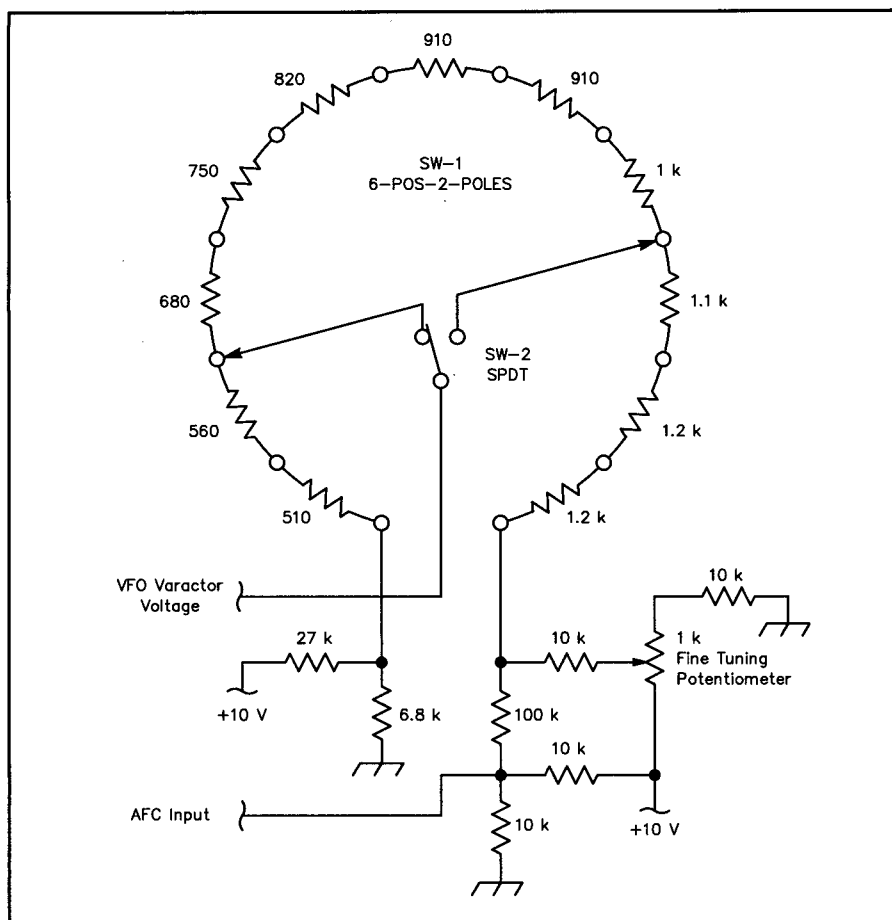 910
820
910
750
SW-1
6-POS-2-POLES
1 k
680
1.1 k
SW-2
SPDT
560
1.2 k
510
1.2 k
VFO Varactor
Voltage
10 k
27 k
10 k
1 k
Fine Tuning
Potentiometer
+10 V
6.8 k
100 k
10 k
AFC Input
10 k
+10 V